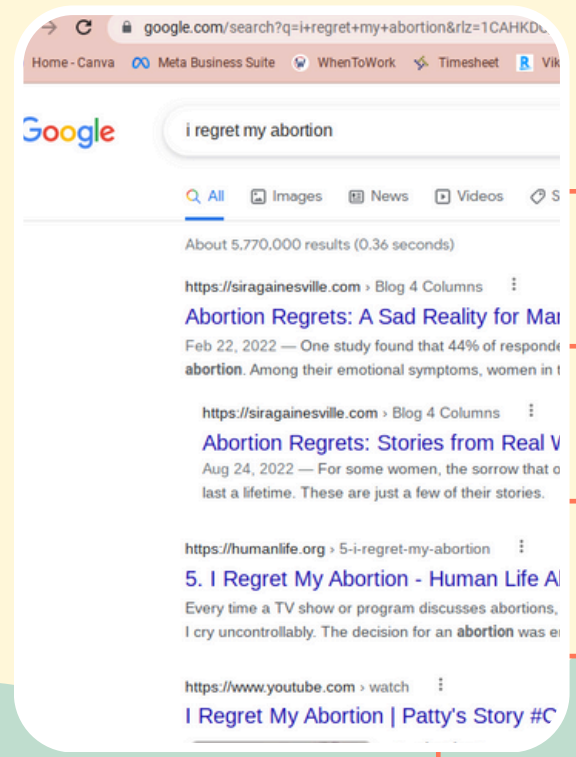 google.com/search?q=i+regret+my+abortion&rlz=1CAHKDC
Home - Canva Meta Business Suite WhenToWork Timesheet Vik
Google
i regret my abortion
All Images News Videos S
About 5,770,000 results (0.36 seconds)
https://siragainesville.com › Blog 4 Columns
Abortion Regrets: A Sad Reality for Mar
Feb 22, 2022 — One study found that 44% of responde
abortion. Among their emotional symptoms, women in t
https://siragainesville.com › Blog 4 Columns
Abortion Regrets: Stories from Real
Aug 24, 2022 — For some women, the sorrow that o
last a lifetime. These are just a few of their stories.
https://humanlife.org › 5-i-regret-my-abortion
5. I Regret My Abortion - Human Life A
Every time a TV show or program discusses abortions,
I cry uncontrollably. The decision for an abortion was e
https://www.youtube.com › watch
I Regret My Abortion | Patty's Story #C